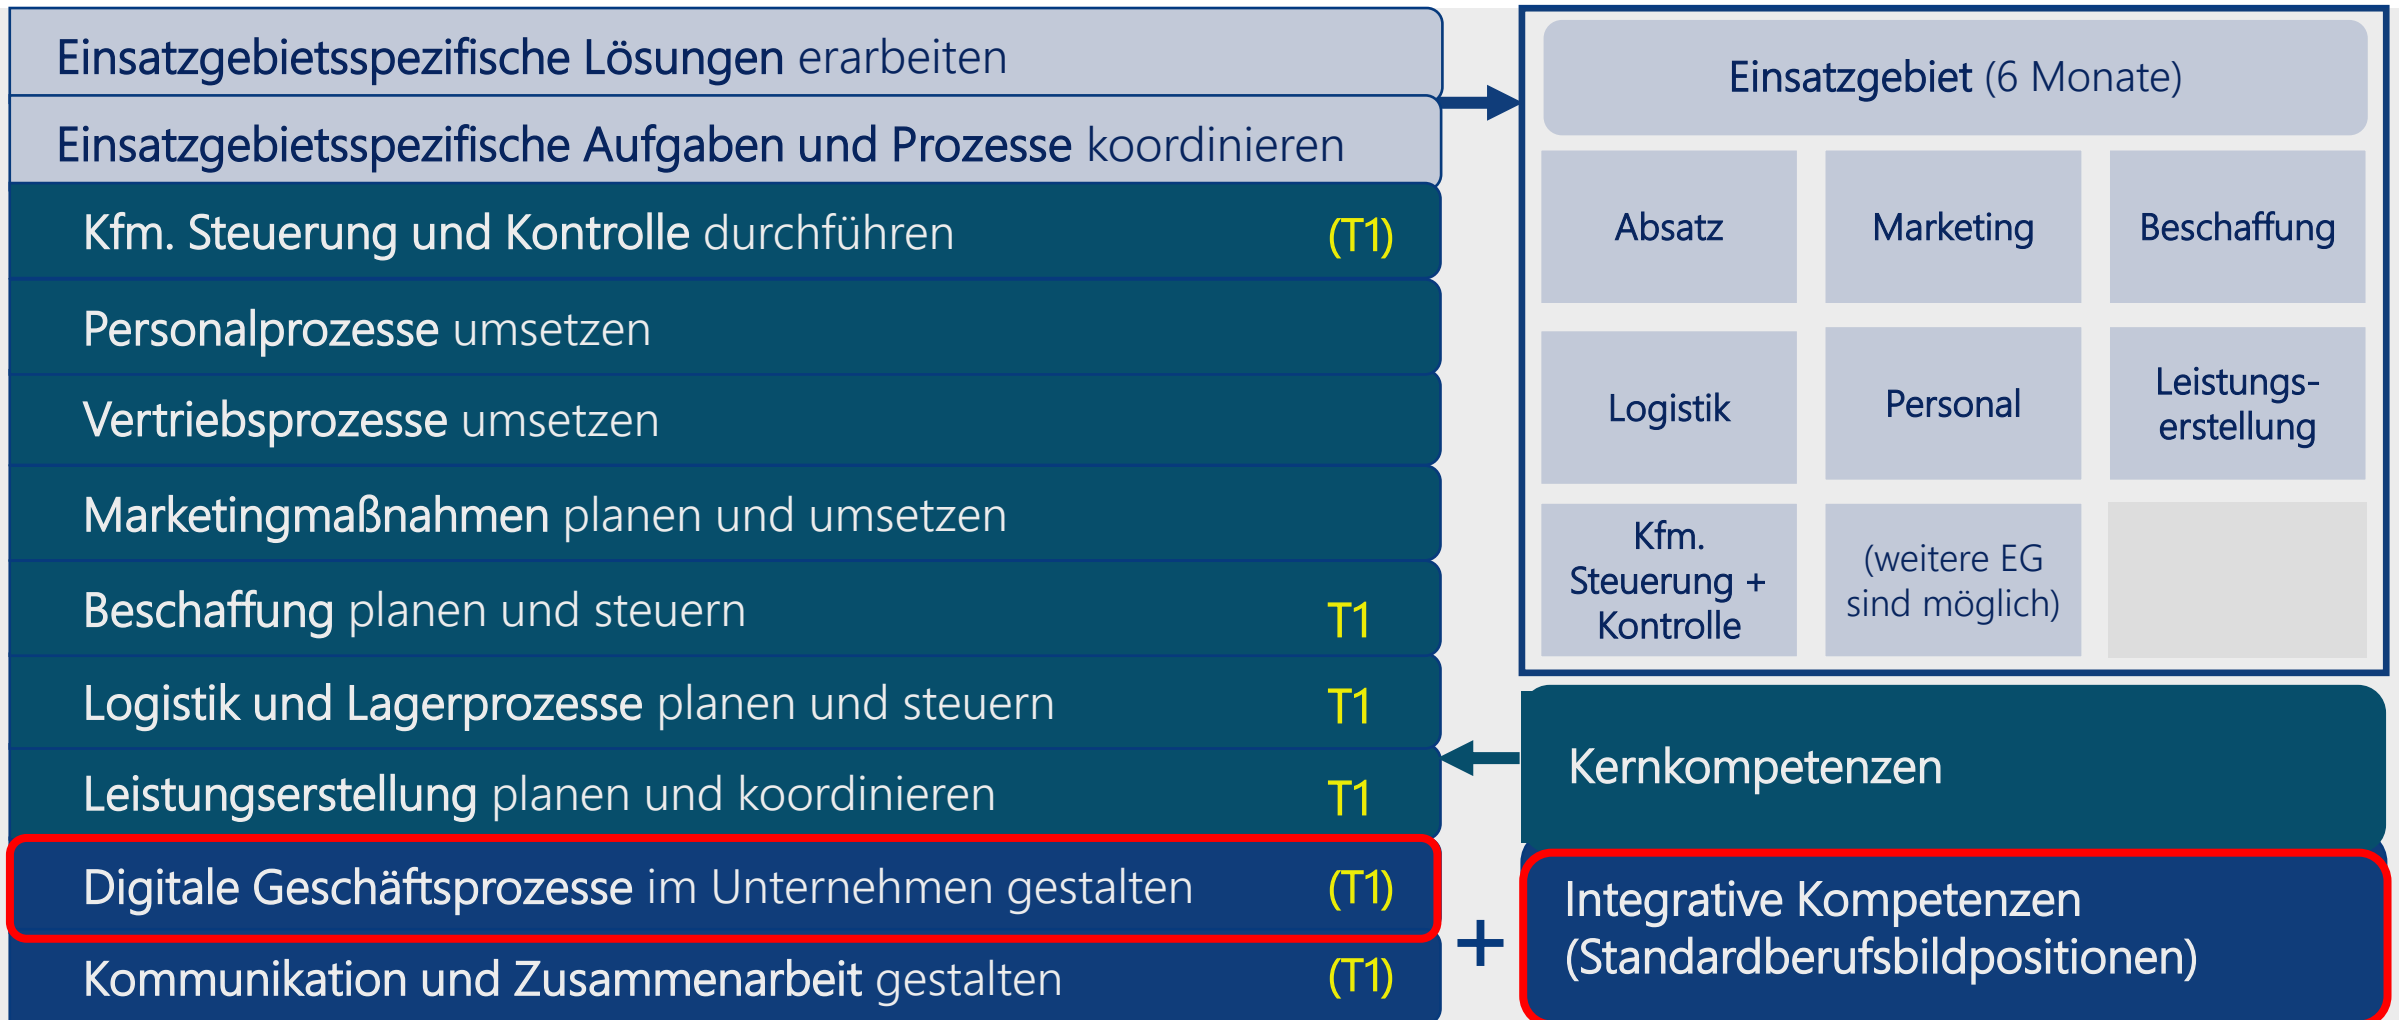 Einsatzgebietsspezifische Lösungen erarbeiten
Einsatzgebietsspezifische Aufgaben und Prozesse koordinieren
Kfm. Steuerung und Kontrolle durchführen (T1)
Personalprozesse umsetzen
Vertriebsprozesse umsetzen
Marketingmaßnahmen planen und umsetzen
Beschaffung planen und steuern T1
Logistik und Lagerprozesse planen und steuern T1
Leistungserstellung planen und koordinieren T1
Digitale Geschäftsprozesse im Unternehmen gestalten (T1)
Kommunikation und Zusammenarbeit gestalten (T1)
+
Einsatzgebiet (6 Monate)
Absatz
Marketing
Beschaffung
Logistik
Personal
Leistungs-
erstellung
Kfm.
Steuerung +
Kontrolle
(weitere EG
sind möglich)
Kernkompetenzen
Integrative Kompetenzen
(Standardberufsbildpositionen)